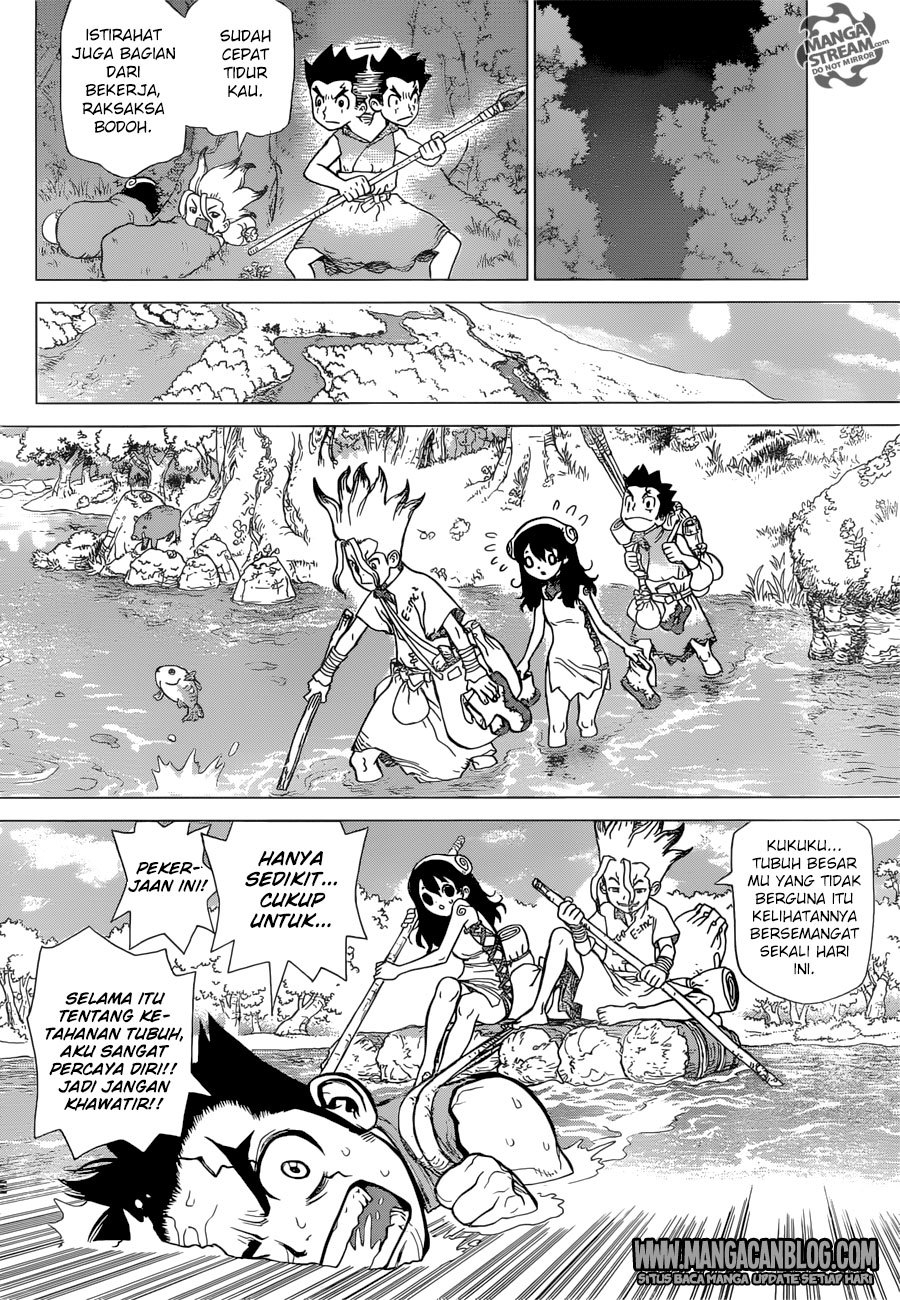 MANGA
STREAM.com
DO NOT MIRROR!
SUDAH
CEPAT
TIDUR
KAU.
ISTIRAHAT
JUGA BAGIAN
DARI
BEKERJA,
RAKSAKSA
BODOH.
KUKUKU...
TUBUH BESAR
MU YANG TIDAK
BERGUNA ITU
KELIHATANNYA
BERSEMANGAT
SEKALI HARI
INI.
E=mc²
HANYA
SEDIKIT...
CUKUP
UNTUK...
PEKER-
JAAN INI!
SELAMA ITU
TENTANG KE-
TAHANAN TUBUH,
AKU SANGAT
PERCAYA DIRI!!
JADI JANGAN
KHAWATIR!!
WWW.MANGACANBLOG.COM
SITUS BACA MANGA UPDATE SETIAP HARI